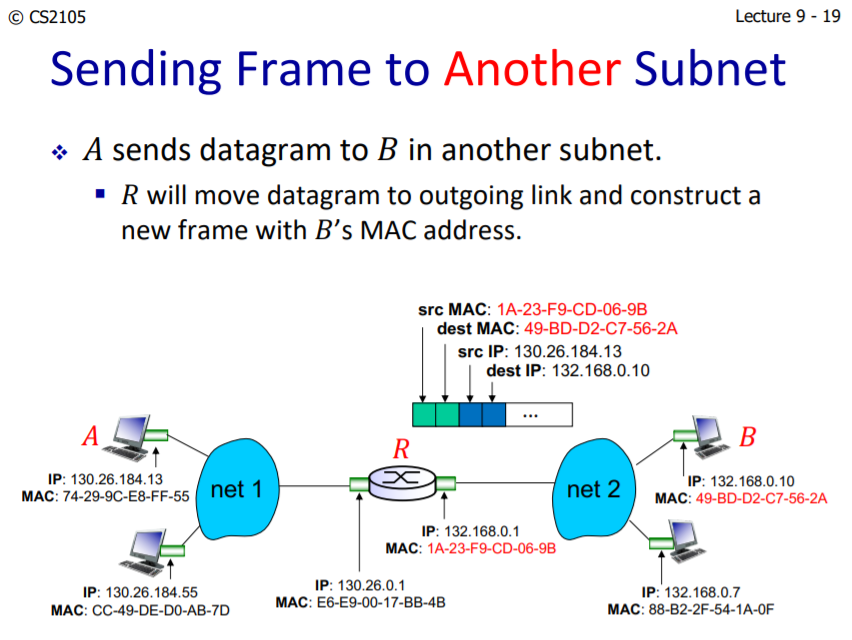 © CS2105
Lecture 9 - 19
Sending Frame to Another Subnet
A sends datagram to B in another subnet.
R will move datagram to outgoing link and construct a
new frame with B’s MAC address.
src MAC: 1A-23-F9-CD-06-9B
dest MAC: 49-BD-D2-C7-56-2A
src IP: 130.26.184.13
dest IP: 132.168.0.10
...
A
R
B
IP: 130.26.184.13
MAC: 74-29-9C-E8-FF-55
net 1
net 2
IP: 132.168.0.10
MAC: 49-BD-D2-C7-56-2A
IP: 132.168.0.1
MAC: 1A-23-F9-CD-06-9B
IP: 130.26.184.55
MAC: CC-49-DE-D0-AB-7D
IP: 130.26.0.1
MAC: E6-E9-00-17-BB-4B
IP: 132.168.0.7
MAC: 88-B2-2F-54-1A-0F